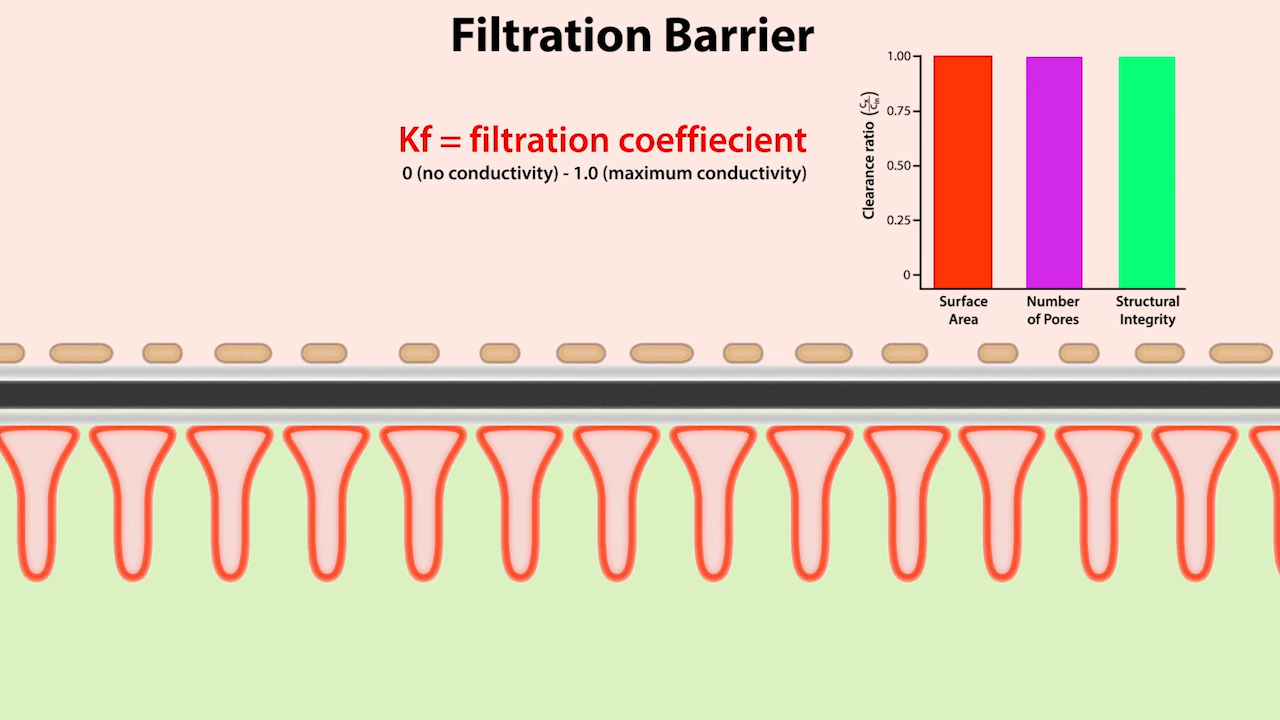 Filtration Barrier
Kf = filtration coeffiecient
0 (no conductivity) - 1.0 (maximum conductivity)
Clearance ratio
1.00
0.75
0.50
0.25
0
Surface
Area
Number
of Pores
Structural
Integrity